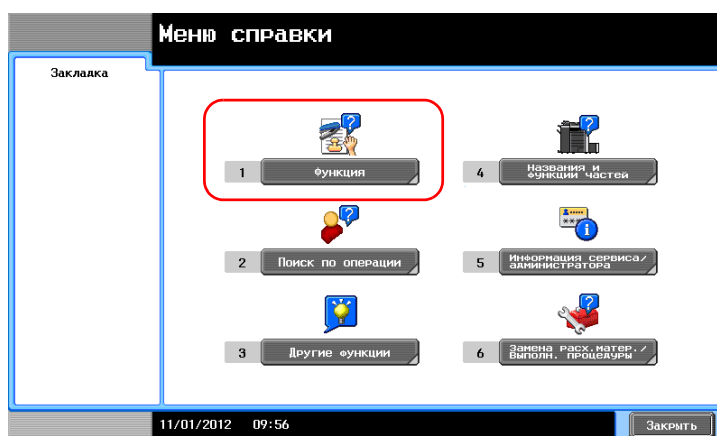 Меню справки
Закладка
1 Функция
2 Поиск по операции
3 Другие функции
4 Названия и
функции частей
5 Информация сервиса/
администратора
6 Замена расх.матер./
Выполн. процедуры
11/01/2012 09:56
Закрыть